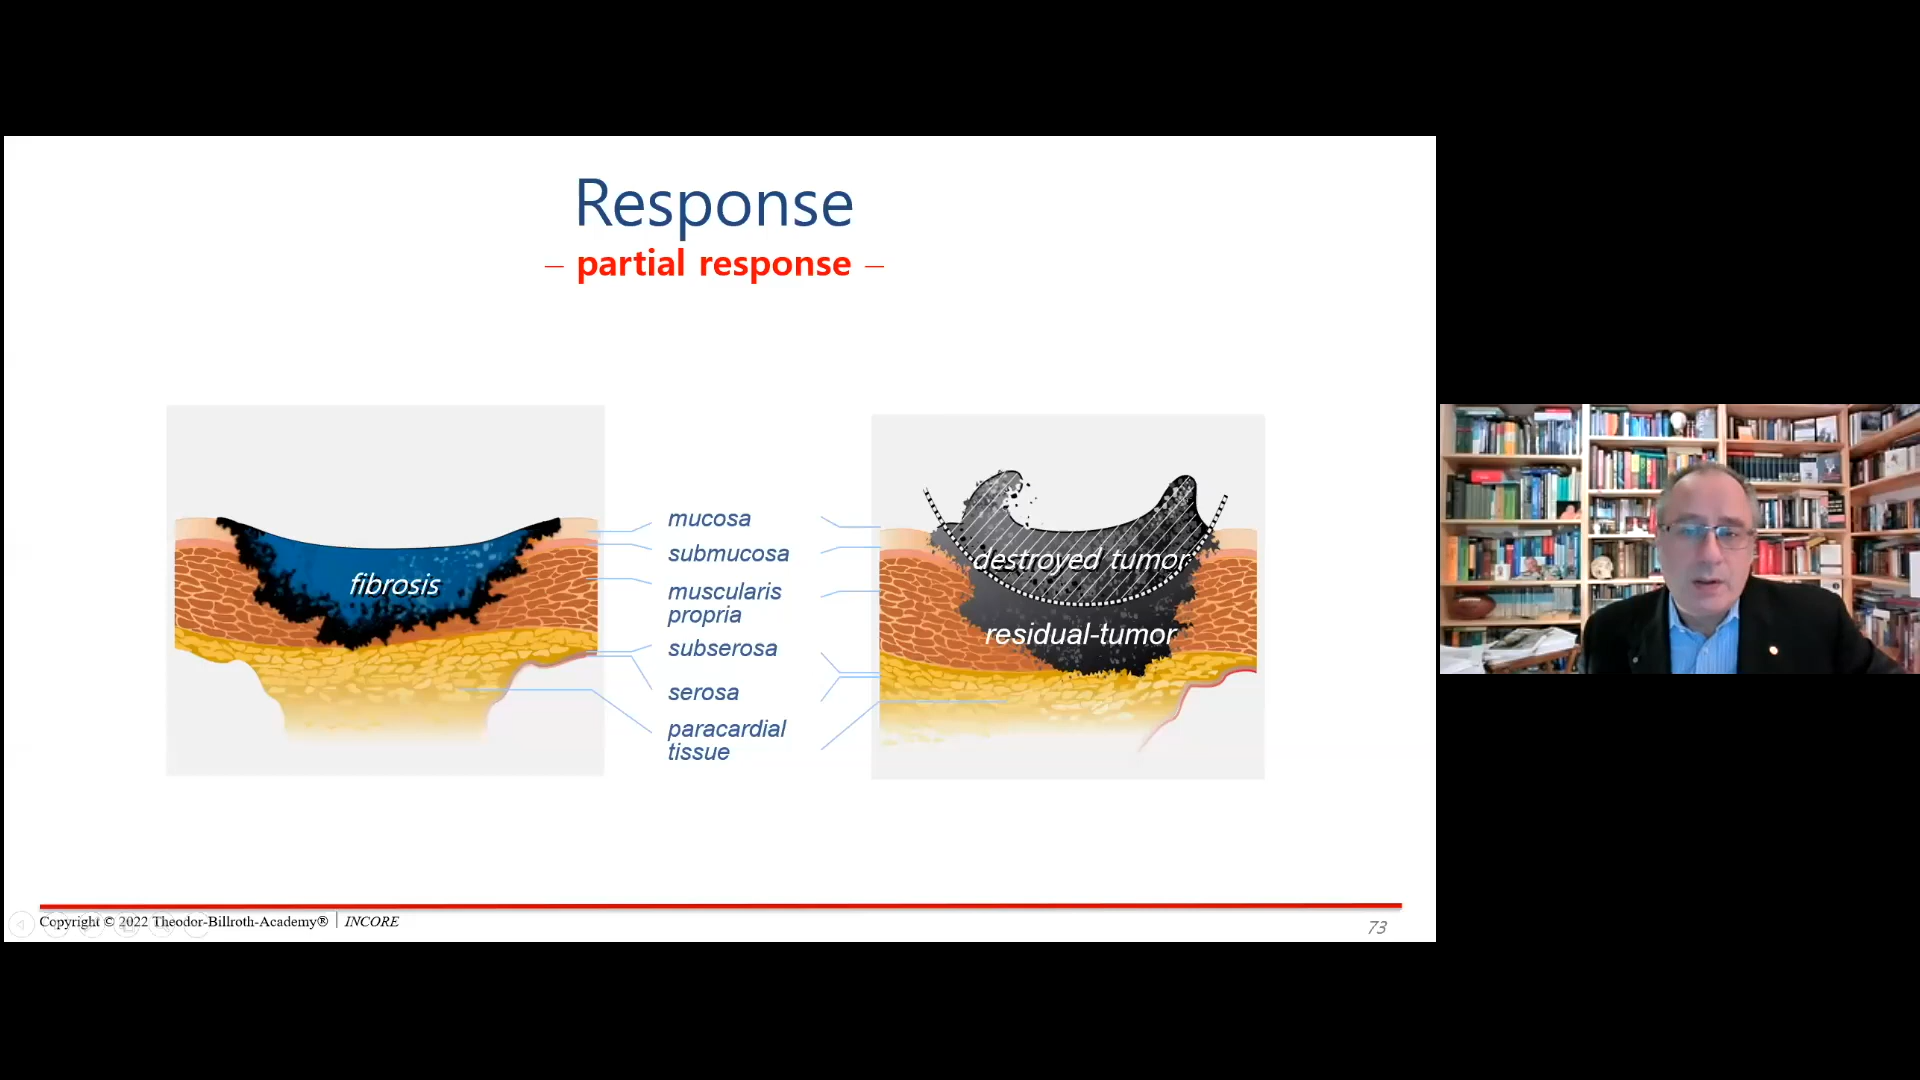 Response
– partial response –
fibrosis
mucosa
submucosa
muscularis
propria
subserosa
serosa
paracardial
tissue
destroyed tumor
residual-tumor
Copyright © 2022 Theodor-Billroth-Academy® | INCORE
73